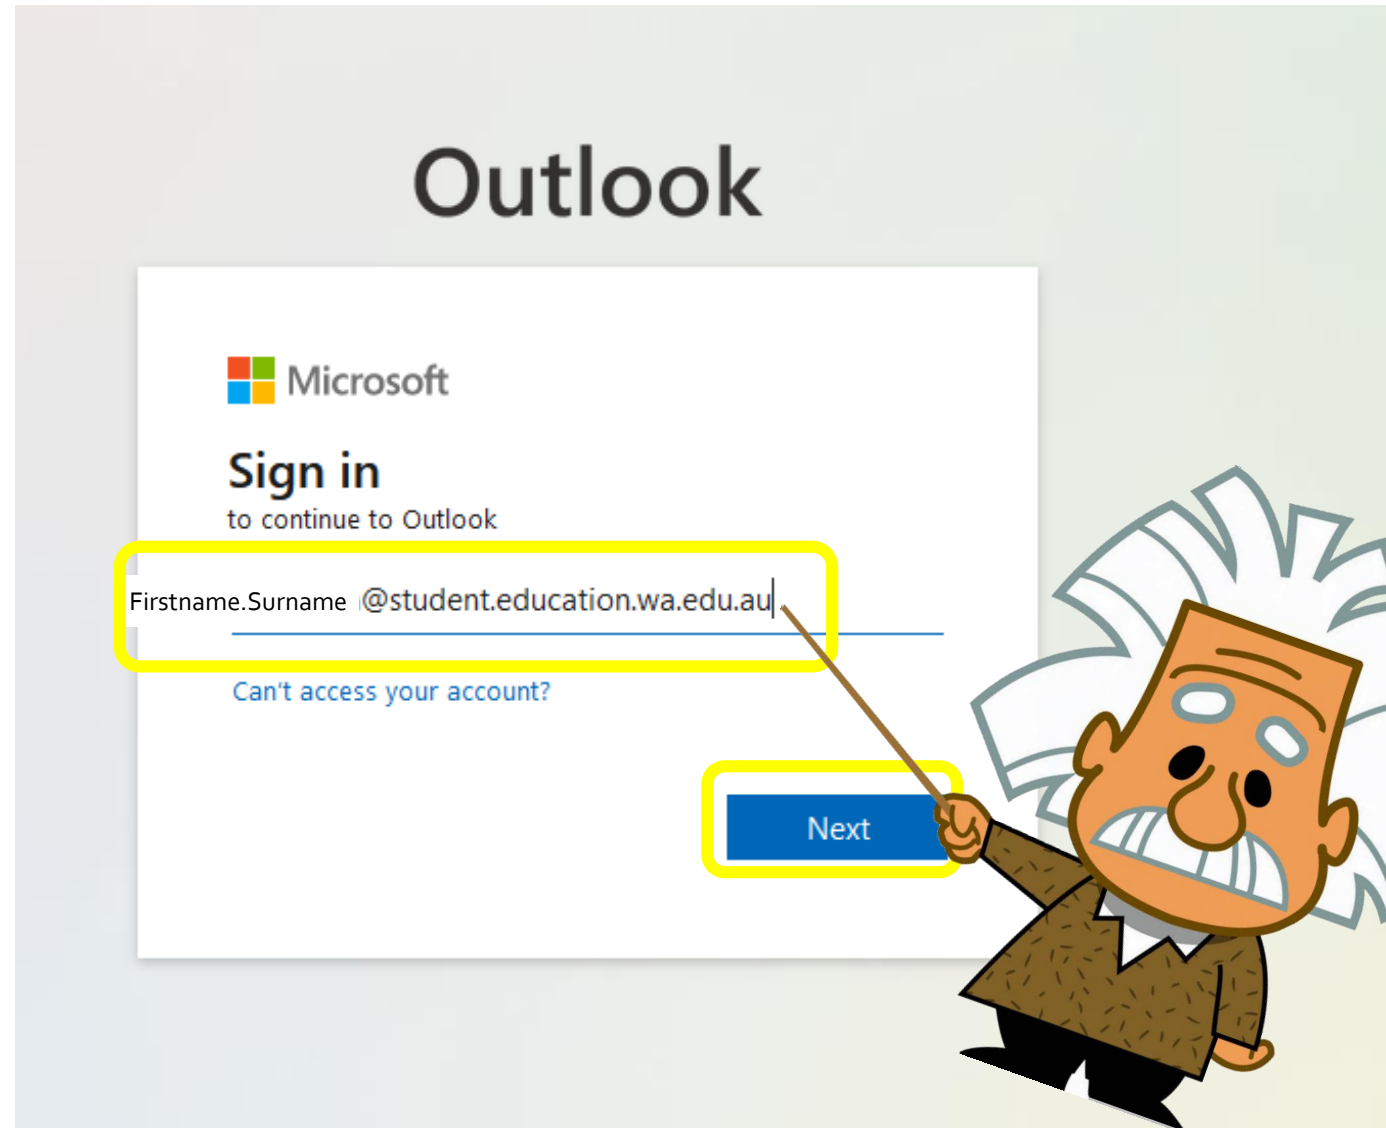 Outlook
Microsoft
Sign in
to continue to Outlook
Firstname.Surname @student.education.wa.edu.au
Can't access your account?
Next